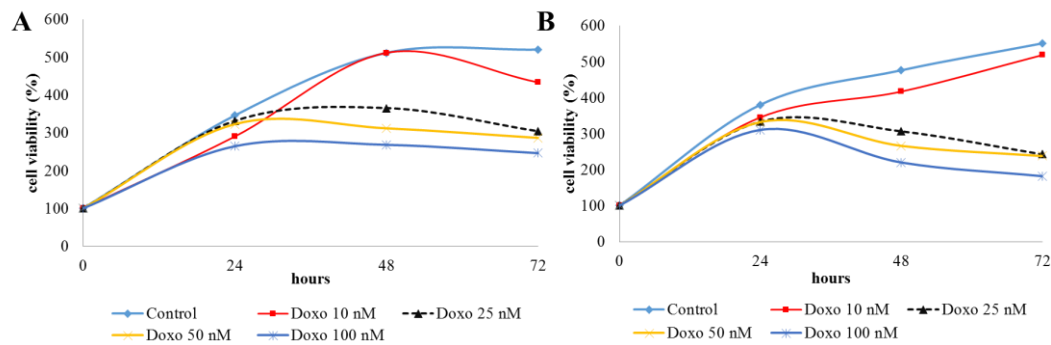 A
cell viability (%)
600
500
400
300
200
100
0
0 24 48 72
hours
Control Doxo 10 nM Doxo 25 nM
Doxo 50 nM Doxo 100 nM
B
cell viability (%)
600
500
400
300
200
100
0
0 24 48 72
hours
Control Doxo 10 nM Doxo 25 nM
Doxo 50 nM Doxo 100 nM